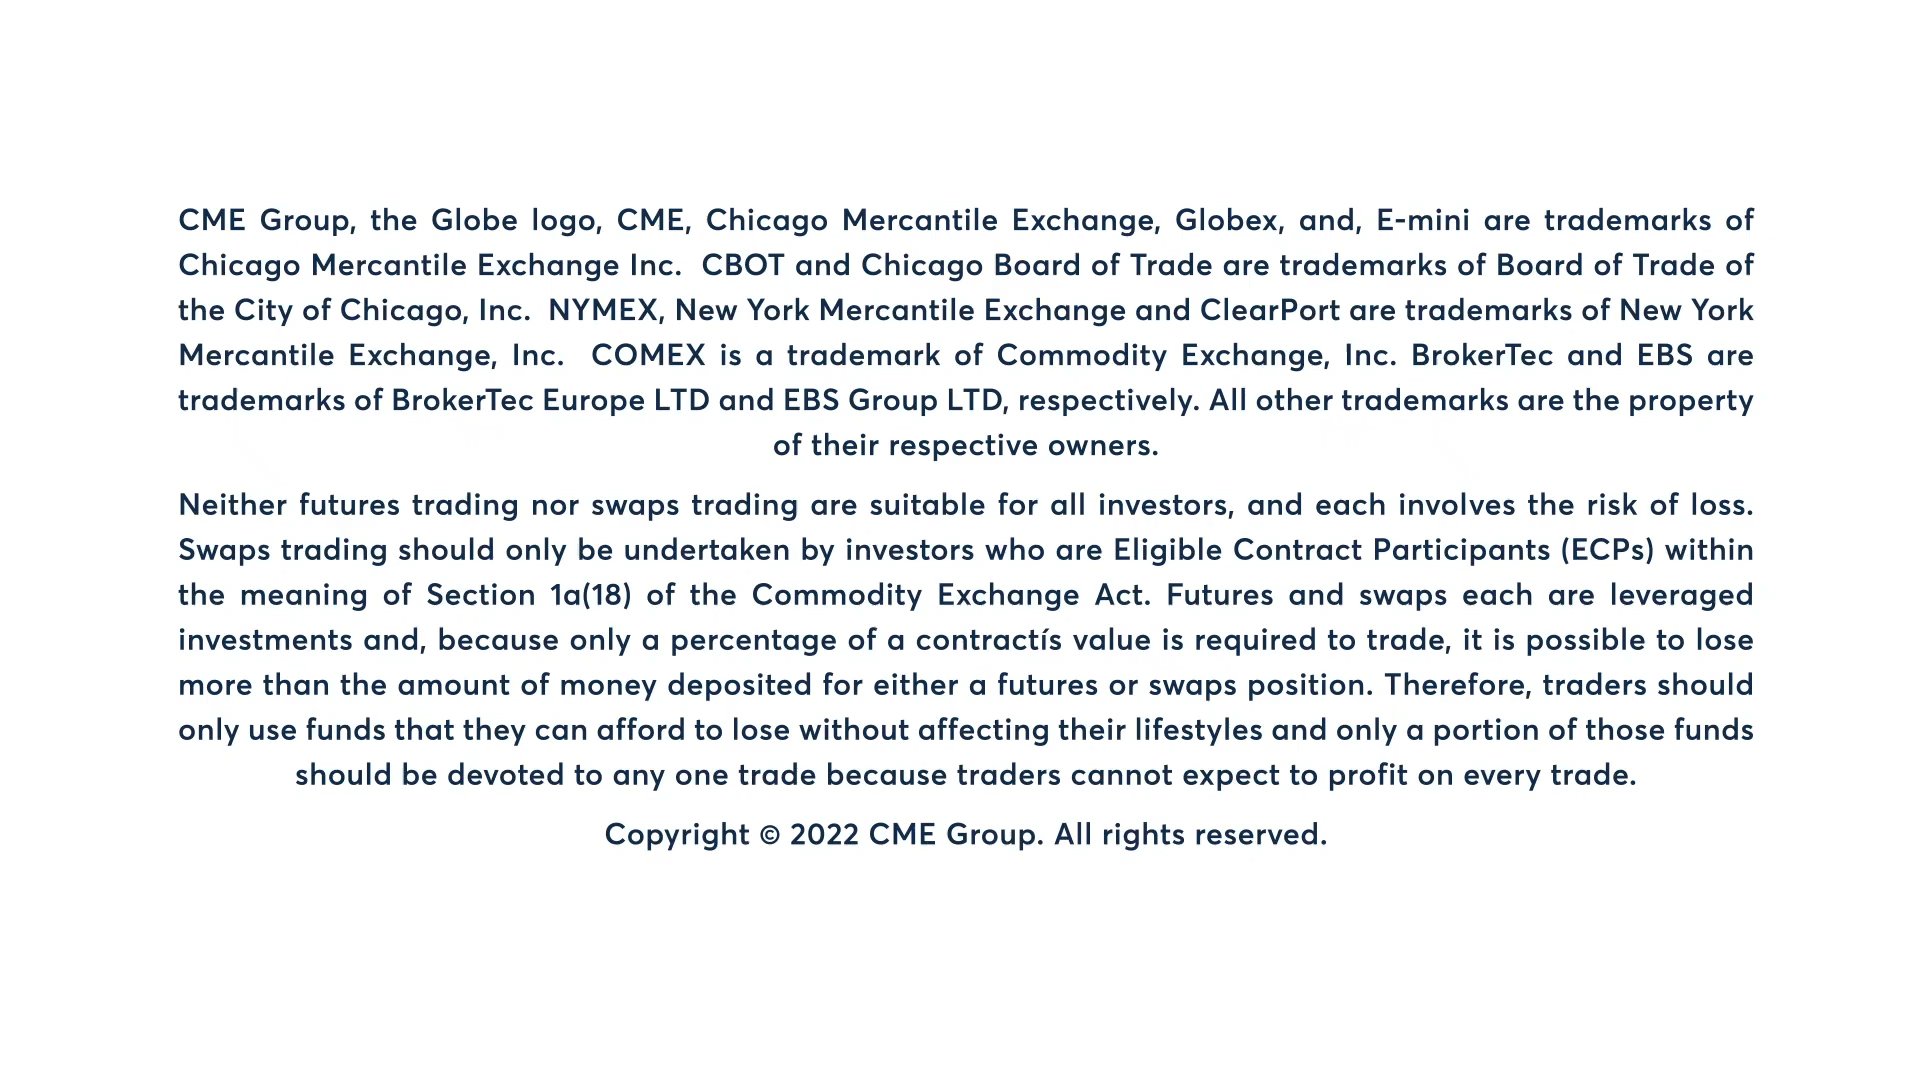 CME Group, the Globe logo, CME, Chicago Mercantile Exchange, Globex, and, E-mini are trademarks of
Chicago Mercantile Exchange Inc.  CBOT and Chicago Board of Trade are trademarks of Board of Trade of
the City of Chicago, Inc.  NYMEX, New York Mercantile Exchange and ClearPort are trademarks of New York
Mercantile Exchange, Inc.  COMEX is a trademark of Commodity Exchange, Inc. BrokerTec and EBS are
trademarks of BrokerTec Europe LTD and EBS Group LTD, respectively. All other trademarks are the property
of their respective owners.
Neither futures trading nor swaps trading are suitable for all investors, and each involves the risk of loss.
Swaps trading should only be undertaken by investors who are Eligible Contract Participants (ECPs) within
the meaning of Section 1a(18) of the Commodity Exchange Act. Futures and swaps each are leveraged
investments and, because only a percentage of a contractís value is required to trade, it is possible to lose
more than the amount of money deposited for either a futures or swaps position. Therefore, traders should
only use funds that they can afford to lose without affecting their lifestyles and only a portion of those funds
should be devoted to any one trade because traders cannot expect to profit on every trade.
Copyright © 2022 CME Group. All rights reserved.